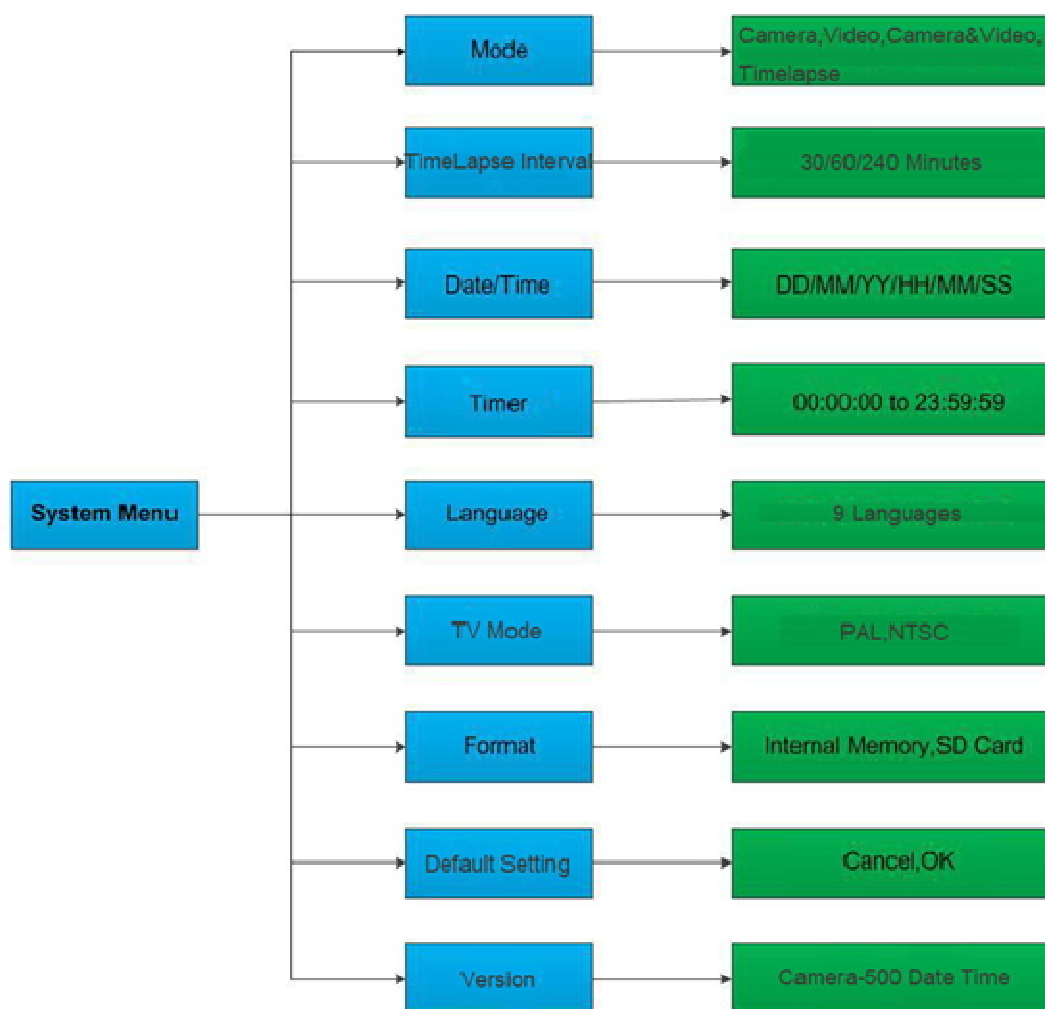 Mode
Camera,Video,Camera&Video,
Timelapse
TimeLapse Interval
30/60/240 Minutes
Date/Time
DD/MM/YY/HH/MM/SS
Timer
00:00:00 to 23:59:59
System Menu
Language
9 Languages
TV Mode
PAL,NTSC
Format
Internal Memory,SD Card
Default Setting
Cancel,OK
Version
Camera-500 Date Time